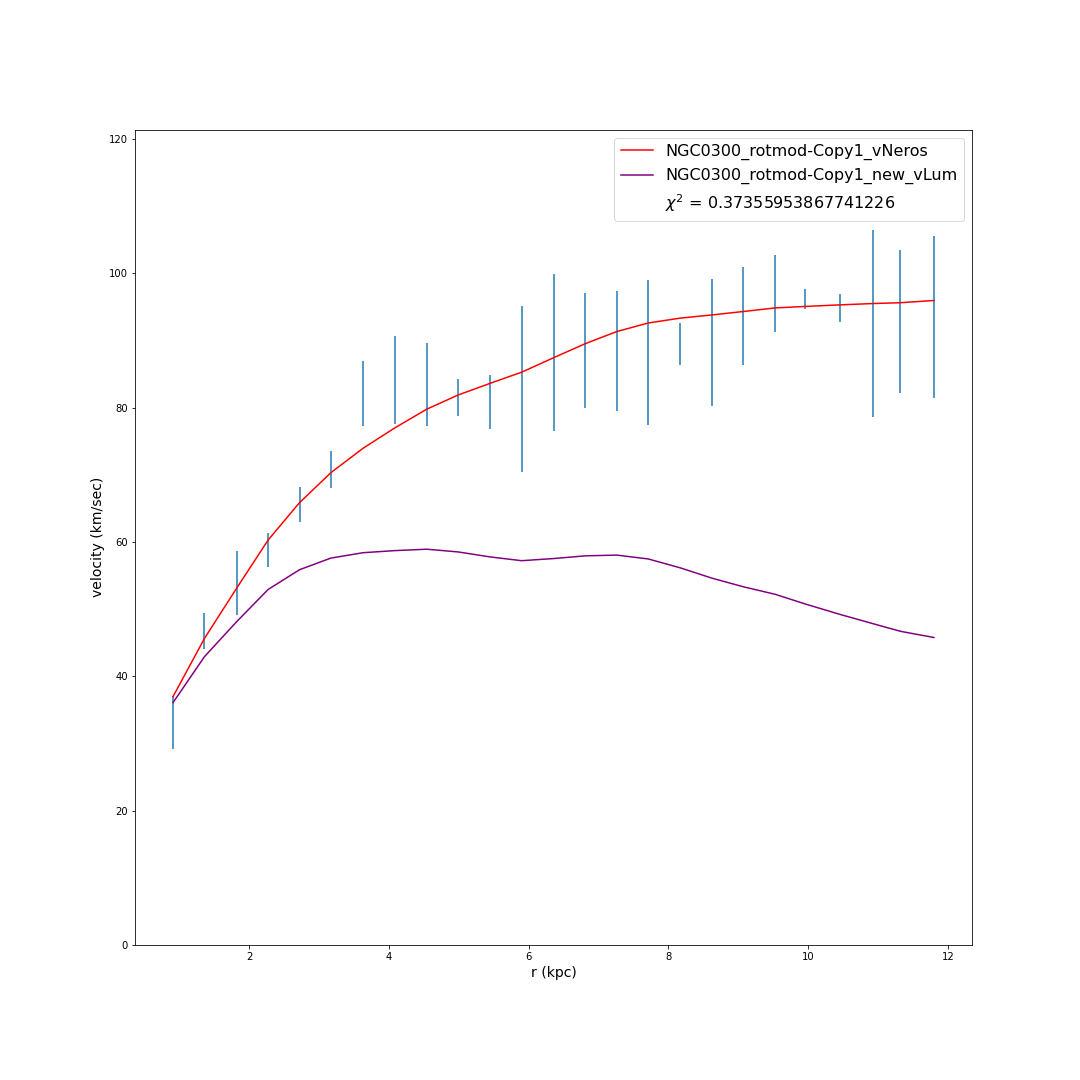 120
100
80
60
40
20
0
velocity (km/sec)
NGC0300_rotmod-Copy1_vNeros
NGC0300_rotmod-Copy1_new_vLum
χ² = 0.37355953867741226
2 4 6 8 10 12
r (kpc)